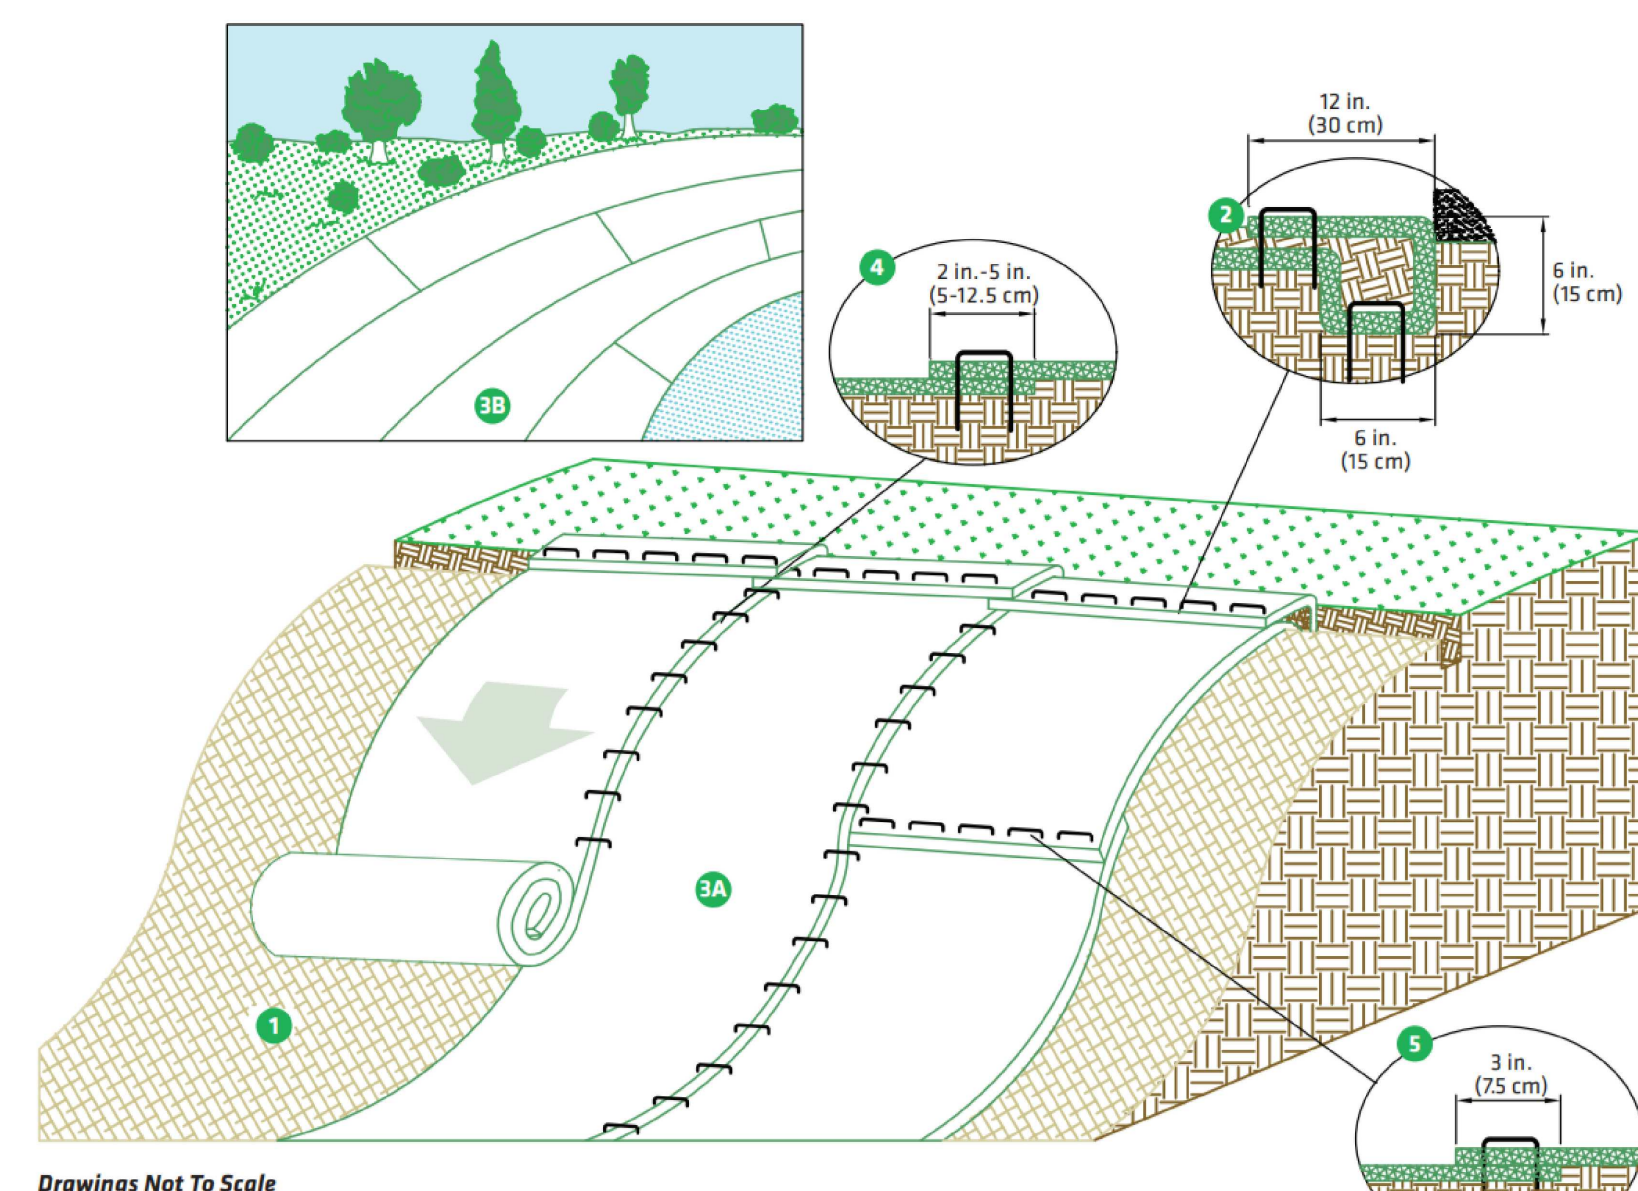 12 in.
(30 cm)
2
6 in.
(15 cm)
6 in.
(15 cm)
4
2 in.-5 in.
(5-12.5 cm)
3B
3A
1
5
3 in.
(7.5 cm)
Drawings Not To Scale